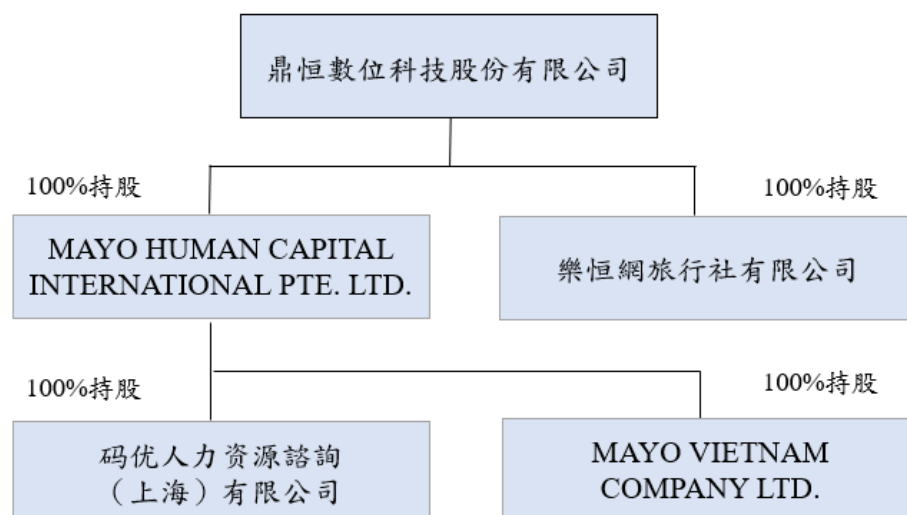 鼎恒數位科技股份有限公司
100%持股
100%持股
MAYO HUMAN CAPITAL
INTERNATIONAL PTE. LTD.
樂恒網旅行社有限公司
100%持股
100%持股
码优人力资源諮詢
（上海）有限公司
MAYO VIETNAM
COMPANY LTD.